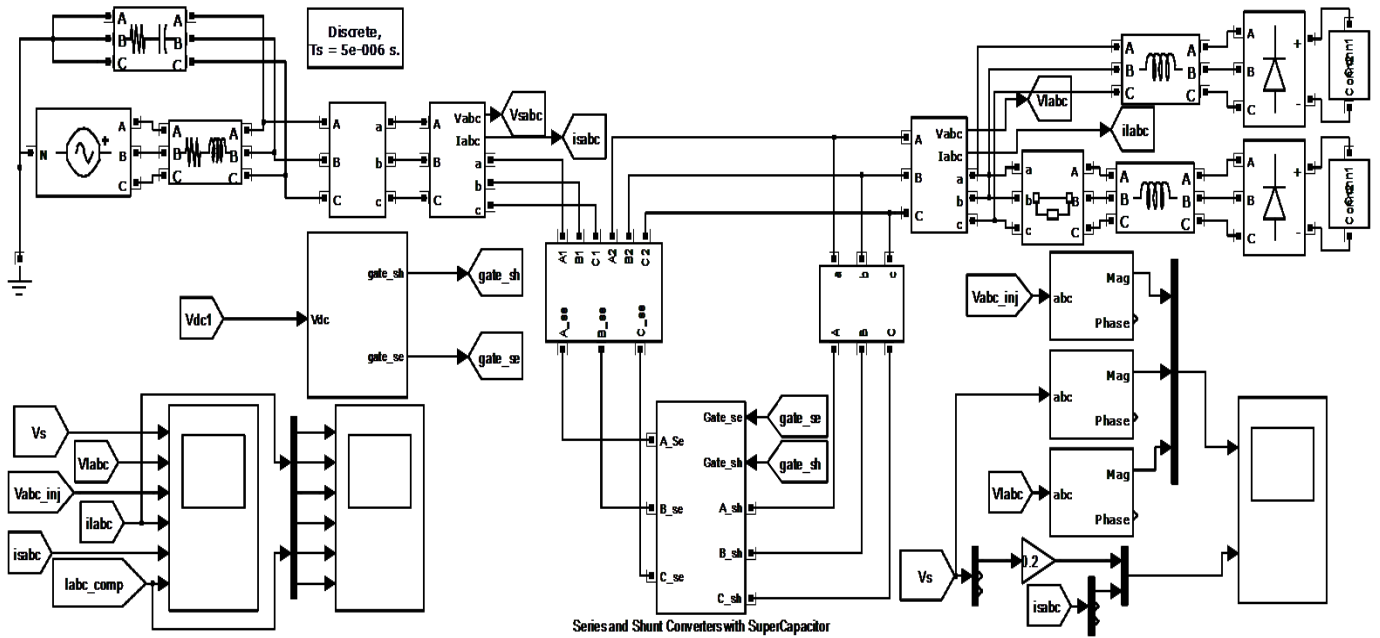 A A
B B
C C
Discrete,
Ts = 5e-006 s.
N
+
A
B
C
A A
B B
C C
A a
B b
C c
A
B
C
Vabc
Iabc
a
b
c
Vsabc
isabc
A
B
C
Vabc
Iabc
a
b
c
Vlabc
ilabc
A A
B B
C C
A
B
C
+
-
a A
b B
c C
A A
B B
C C
A
B
C
+
-
Vdc1
Vdc
gate_sh
gate_se
gate_sh
gate_se
A1
B1
C1
A2
B2
C2
A_se
B_se
C_se
a
b
c
A
B
C
Vabc_inj
abc
Mag
Phase
abc
Mag
Phase
Vlabc
abc
Mag
Phase
Vs
0.2
isabc
Vs
Vlabc
Vabc_inj
ilabc
isabc
Iabc_comp
Gate_se
Gate_sh
A_Se
B_se
C_se
A_sh
B_sh
C_sh
gate_se
gate_sh
Series and Shunt Converters with SuperCapacitor